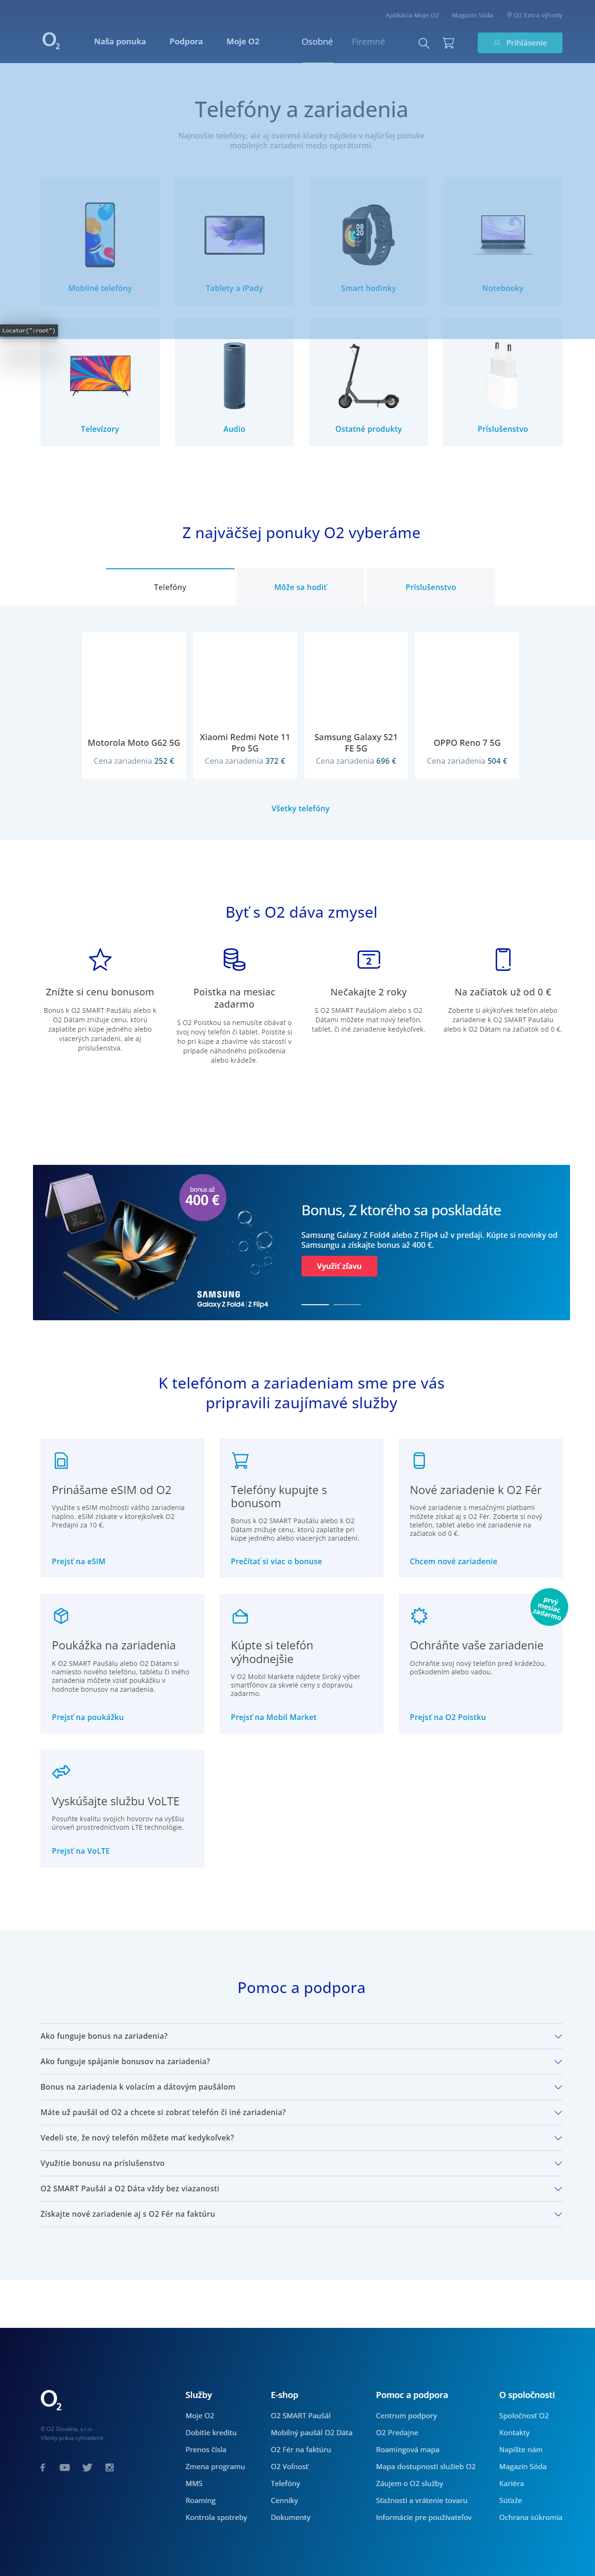 Aplikácia Moje O2
Magazín Sóda
O2 Extra výhody
O2
Naša ponuka
Podpora
Moje O2
Osobné
Firemné
Prihlásenie
Telefóny a zariadenia
Najnovšie telefóny, ale aj overené klasiky nájdete v najširšej ponuke
mobilných zariadení medzi operátormi.
08
20
Mobilné telefóny
Tablety a iPady
Smart hodinky
Notebooky
Locator(":root")
Televízory
Audio
Ostatné produkty
Príslušenstvo
Z najväčšej ponuky O2 vyberáme
Telefóny
Môže sa hodiť
Príslušenstvo
Motorola Moto G62 5G
Cena zariadenia 252 €
Xiaomi Redmi Note 11
Pro 5G
Cena zariadenia 372 €
Samsung Galaxy S21
FE 5G
Cena zariadenia 696 €
OPPO Reno 7 5G
Cena zariadenia 504 €
Všetky telefóny
Byť s O2 dáva zmysel
2
Znížte si cenu bonusom
Bonus k O2 SMART Paušálu alebo k
O2 Dátam znižuje cenu, ktorú
zaplatíte pri kúpe jedného alebo
viacerých zariadení, ale aj
príslušenstva.
Poistka na mesiac
zadarmo
S O2 Poistkou sa nemusíte obávať o
svoj nový telefón či tablet. Poistite si
ho pri kúpe a zbavíme vás starostí v
prípade náhodného poškodenia
alebo krádeže.
Nečakajte 2 roky
S O2 SMART Paušálom alebo s O2
Dátami môžete mať nový telefón,
tablet, či iné zariadenie kedykoľvek.
Na začiatok už od 0 €
Zoberte si akýkoľvek telefón alebo
zariadenie k O2 SMART Paušálu
alebo k O2 Dátam na začiatok od 0 €.
bonus až
400 €
SAMSUNG
Galaxy Z Fold4 | Z Flip4
Bonus, Z ktorého sa poskladáte
Samsung Galaxy Z Fold4 alebo Z Flip4 už v predaji. Kúpte si novinky od
Samsungu a získajte bonus až 400 €.
Využiť zľavu
K telefónom a zariadeniam sme pre vás
pripravili zaujímavé služby
Prinášame eSIM od O2
Využite s eSIM možnosti vášho zariadenia
naplno. eSIM získate v ktorejkoľvek O2
Predajni za 10 €.
Prejsť na eSIM
Telefóny kupujte s
bonusom
Bonus k O2 SMART Paušálu alebo k O2
Dátam znižuje cenu, ktorú zaplatíte pri
kúpe jedného alebo viacerých zariadení.
Prečítať si viac o bonuse
Nové zariadenie k O2 Fér
Nové zariadenie s mesačnými platbami
môžete získať aj s O2 Fér. Zoberte si nový
telefón, tablet alebo iné zariadenie na
začiatok od 0 €.
Chcem nové zariadenie
Poukážka na zariadenia
K O2 SMART Paušálu alebo O2 Dátam si
namiesto nového telefónu, tabletu či iného
zariadenia môžete vziať poukážku v
hodnote bonusov na zariadenia.
Prejsť na poukážku
Kúpte si telefón
výhodnejšie
V O2 Mobil Markete nájdete široký výber
smartfónov za skvelé ceny s dopravou
zadarmo.
Prejsť na Mobil Market
prvý
mesiac
zadarmo
Ochráňte vaše zariadenie
Ochráňte svoj nový telefón pred krádežou,
poškodením alebo vadou.
Prejsť na O2 Poistku
Vyskúšajte službu VoLTE
Posuňte kvalitu svojich hovorov na vyššiu
úroveň prostredníctvom LTE technológie.
Prejsť na VoLTE
Pomoc a podpora
Ako funguje bonus na zariadenia?
Ako funguje spájanie bonusov na zariadenia?
Bonus na zariadenia k volacím a dátovým paušálom
Máte už paušál od O2 a chcete si zobrať telefón či iné zariadenia?
Vedeli ste, že nový telefón môžete mať kedykoľvek?
Využitie bonusu na príslušenstvo
O2 SMART Paušál a O2 Dáta vždy bez viazanosti
Získajte nové zariadenie aj s O2 Fér na faktúru
O2
© O2 Slovakia, s.r.o.
Všetky práva vyhradené
Služby
Moje O2
Dobitie kreditu
Prenos čísla
Zmena programu
MMS
Roaming
Kontrola spotreby
E-shop
O2 SMART Paušál
Mobilný paušál O2 Dáta
O2 Fér na faktúru
O2 Voľnosť
Telefóny
Cenníky
Dokumenty
Pomoc a podpora
Centrum podpory
O2 Predajne
Roamingová mapa
Mapa dostupnosti služieb O2
Záujem o O2 služby
Sťažnosti a vrátenie tovaru
Informácie pre používateľov
O spoločnosti
Spoločnosť O2
Kontakty
Napíšte nám
Magazín Sóda
Kariéra
Súťaže
Ochrana súkromia